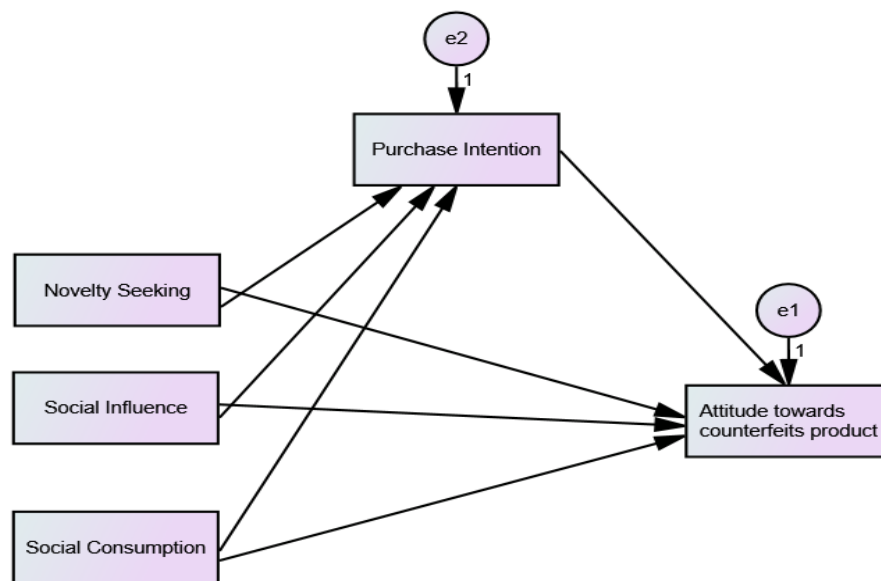 e2
1
Purchase Intention
Novelty Seeking
e1
1
Social Influence
Attitude towards
counterfeits product
Social Consumption